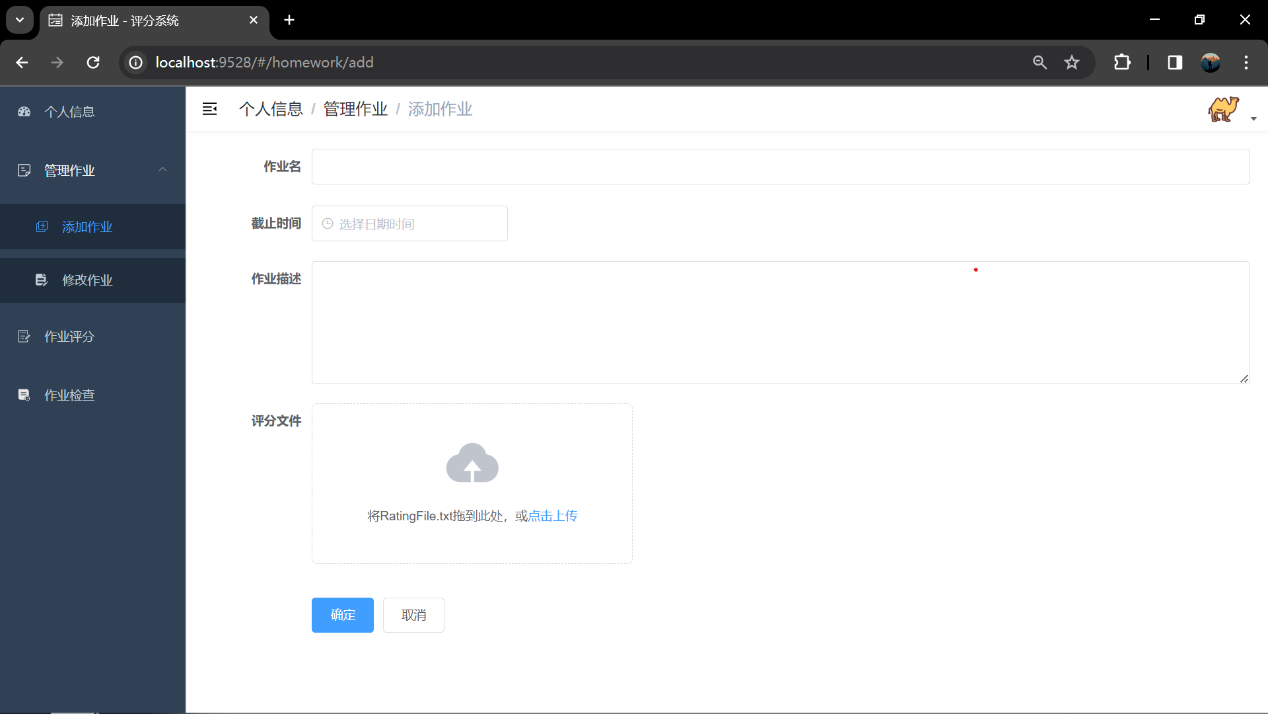 添加作业 - 评分系统
localhost:9528/#/homework/add
个人信息
管理作业
添加作业
修改作业
作业评分
作业检查
个人信息 / 管理作业 / 添加作业
作业名
截止时间 选择日期时间
作业描述
评分文件
将RatingFile.txt拖到此处，或点击上传
确定 取消